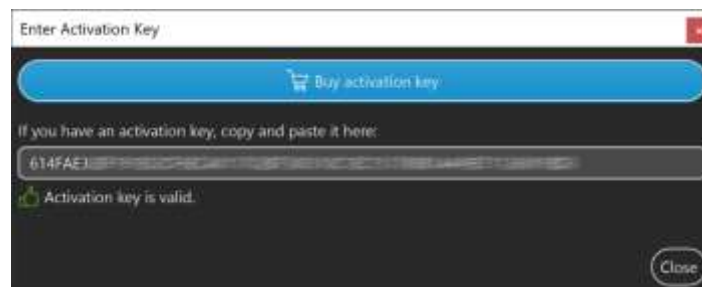 Enter Activation Key
Buy activation key
If you have an activation key, copy and paste it here:
Activation key is valid.
Close